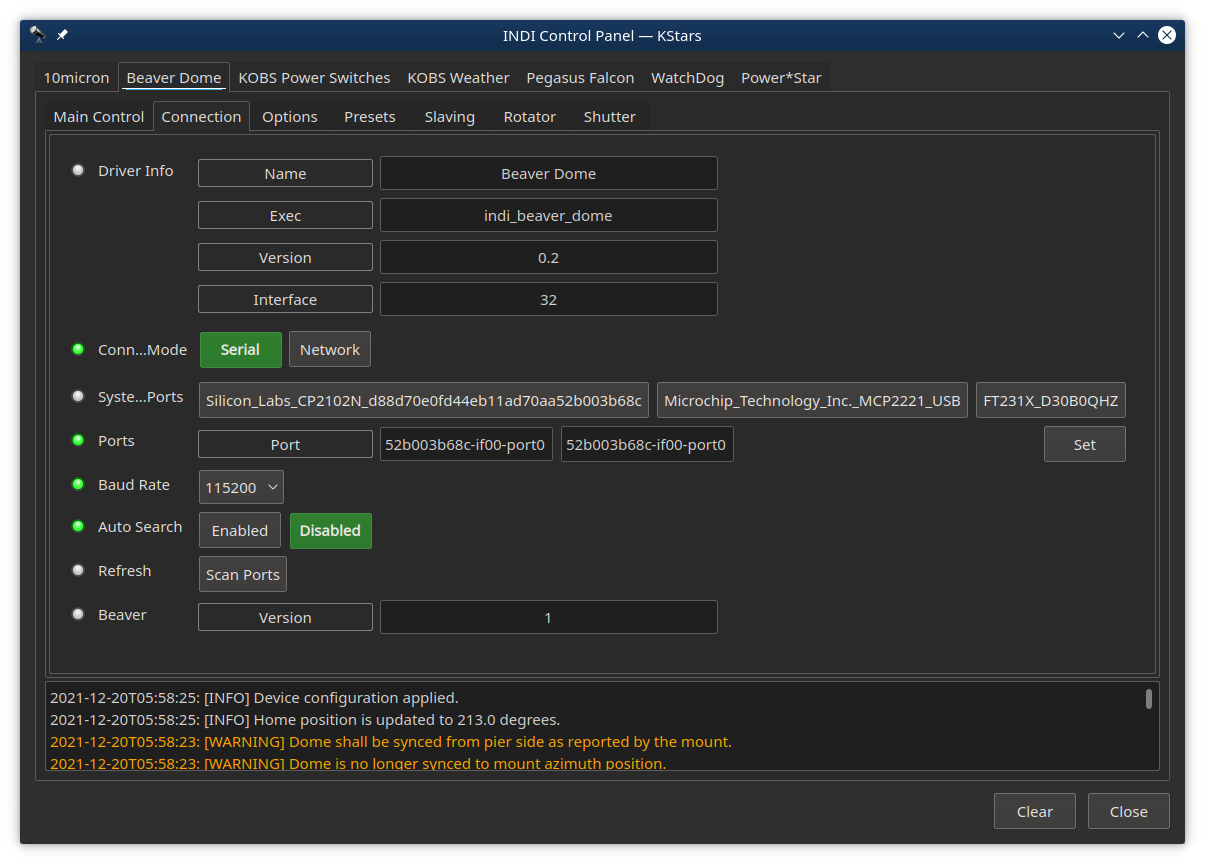 INDI Control Panel — KStars
10micron Beaver Dome KOBS Power Switches KOBS Weather Pegasus Falcon WatchDog Power*Star
Main Control Connection Options Presets Slaving Rotator Shutter
Driver Info Name Beaver Dome
Exec indi_beaver_dome
Version 0.2
Interface 32
Conn...Mode Serial Network
Syste...Ports Silicon_Labs_CP2102N_d88d70e0fd44eb11ad70aa52b003b68c Microchip_Technology_Inc._MCP2221_USB FT231X_D30B0QHZ
Ports Port 52b003b68c-if00-port0 52b003b68c-if00-port0 Set
Baud Rate 115200
Auto Search Enabled Disabled
Refresh Scan Ports
Beaver Version 1
2021-12-20T05:58:25: [INFO] Device configuration applied.
2021-12-20T05:58:25: [INFO] Home position is updated to 213.0 degrees.
2021-12-20T05:58:23: [WARNING] Dome shall be synced from pier side as reported by the mount.
2021-12-20T05:58:23: [WARNING] Dome is no longer synced to mount azimuth position.
Clear Close